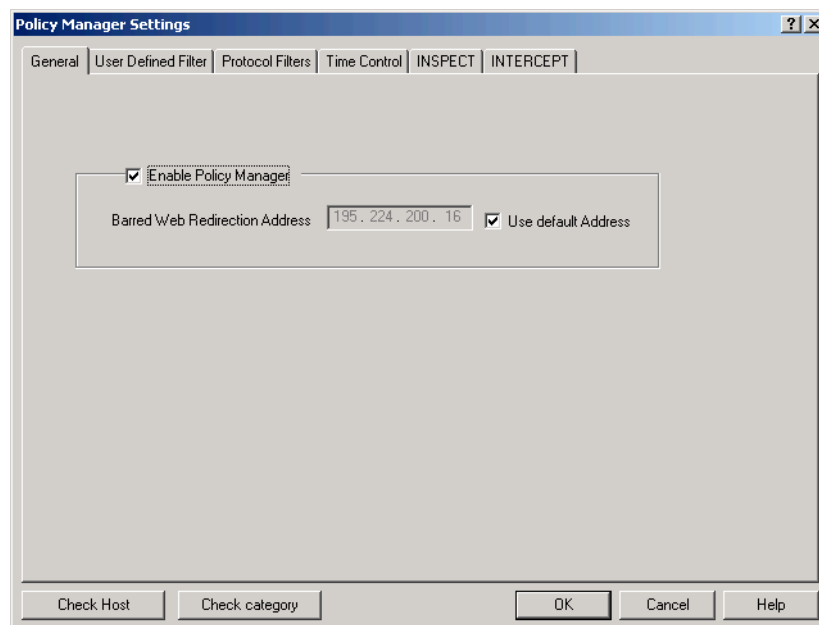 Policy Manager Settings
General User Defined Filter Protocol Filters Time Control INSPECT INTERCEPT
Enable Policy Manager
Barred Web Redirection Address 195 . 224 . 200 . 16 Use default Address
Check Host Check category OK Cancel Help